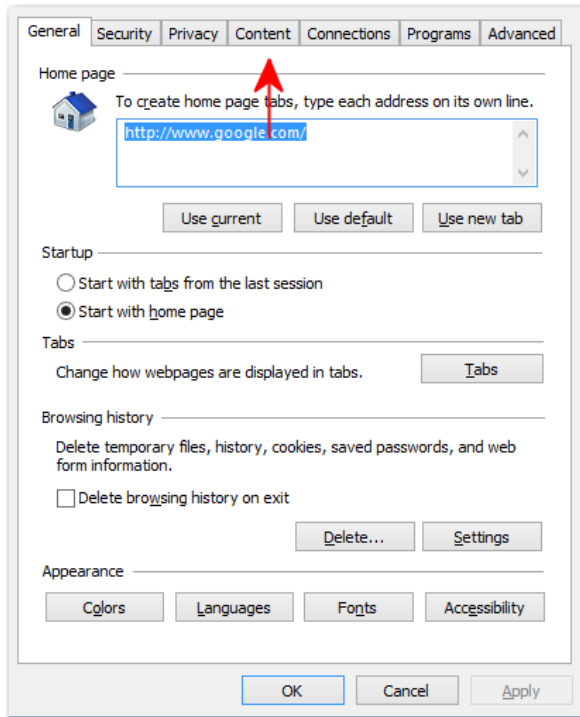 General Security Privacy Content Connections Programs Advanced
Home page
To create home page tabs, type each address on its own line.
http://www.google.com/
Use current Use default Use new tab
Startup
Start with tabs from the last session
Start with home page
Tabs
Change how webpages are displayed in tabs. Tabs
Browsing history
Delete temporary files, history, cookies, saved passwords, and web
form information.
Delete browsing history on exit
Delete... Settings
Appearance
Colors Languages Fonts Accessibility
OK Cancel Apply